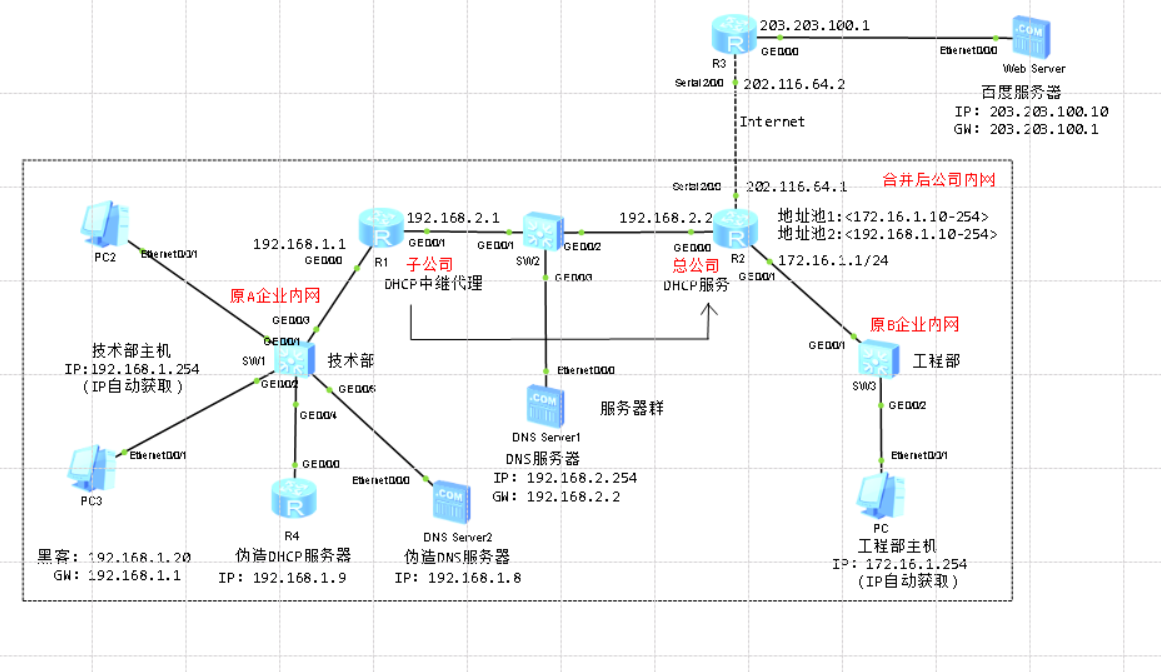 203.203.100.1
GE0/0/0
Ethernet0/0/0
R
R3
.COM
Web Server
Serial2/0/0
202.116.64.2
百度服务器
IP: 203.203.100.10
GW: 203.203.100.1
Internet
合并后公司内网
Serial2/0/0
202.116.64.1
地址池1:<172.16.1.10-254>
地址池2:<192.168.1.10-254>
192.168.2.1
GE0/0/1
GE0/0/1
SW2
GE0/0/2
192.168.2.2
GE0/0/0
R
R2
172.16.1.1/24
GE0/0/1
PC2
Ethernet0/0/1
192.168.1.1
GE0/0/0
R
R1
子公司
DHCP中继代理
GE0/0/3
总公司
DHCP服务
原A企业内网
GE0/0/3
GE0/0/1
SW1
技术部
技术部主机
IP:192.168.1.254
(IP自动获取)
GE0/0/2
GE0/0/5
GE0/0/4
原B企业内网
GE0/0/1
工程部
SW3
GE0/0/2
Ethernet0/0/0
.COM
服务器群
DNS Server1
DNS服务器
IP: 192.168.2.254
GW: 192.168.2.2
Ethernet0/0/1
PC3
GE0/0/0
R
R4
Ethernet0/0/0
.COM
DNS Server2
Ethernet0/0/1
PC
工程部主机
IP: 172.16.1.254
(IP自动获取)
黑客: 192.168.1.20
GW: 192.168.1.1
伪造DHCP服务器
IP: 192.168.1.9
伪造DNS服务器
IP: 192.168.1.8